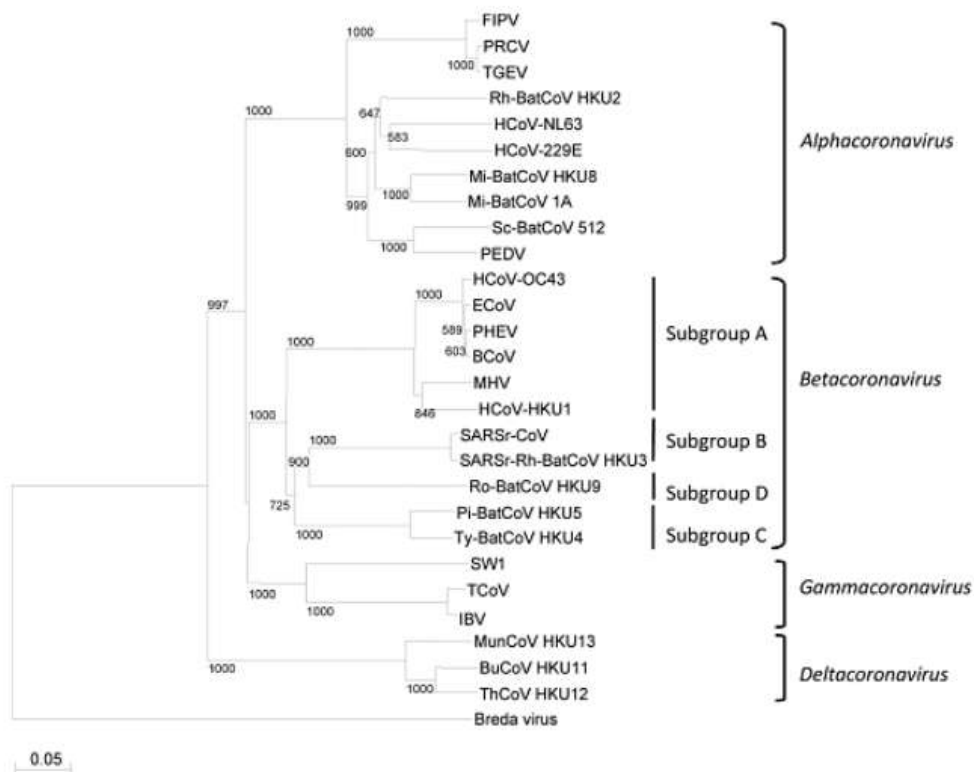 1000
FIPV
PRCV
1000
TGEV
1000
Rh-BatCoV HKU2
647
HCoV-NL63
583
HCoV-229E
600
Mi-BatCoV HKU8
1000
Mi-BatCoV 1A
999
Sc-BatCoV 512
1000
PEDV
Alphacoronavirus
HCoV-OC43
1000
ECoV
997
589
PHEV
603
BCoV
1000
MHV
846
HCoV-HKU1
Subgroup A
Betacoronavirus
1000
SARSr-CoV
1000
SARSr-Rh-BatCoV HKU3
Subgroup B
900
Ro-BatCoV HKU9
Subgroup D
725
Pi-BatCoV HKU5
1000
Ty-BatCoV HKU4
Subgroup C
SW1
1000
TCoV
1000
IBV
Gammacoronavirus
MunCoV HKU13
1000
BuCoV HKU11
1000
ThCoV HKU12
Deltacoronavirus
Breda virus
0.05